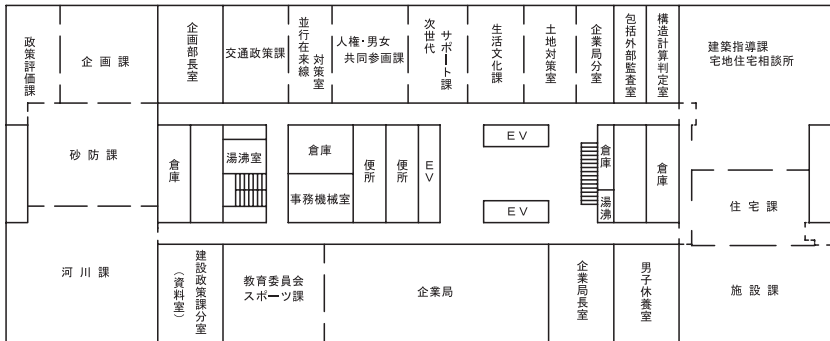 政策評価課
企画課
企画部長室
交通政策課
並行在来線
対策室
人権・男女
共同参画課
次世代
サポート課
生活文化課
土地対策室
企業局分室
包括外部監査室
構造計算判定室
建築指導課
宅地住宅相談所
砂防課
倉庫
湯沸室
倉庫
事務機械室
便所
便所
EV
EV
EV
倉庫
湯沸
倉庫
住宅課
河川課
建設政策課分室
(資料室)
教育委員会
スポーツ課
企業局
企業局長室
男子休養室
施設課